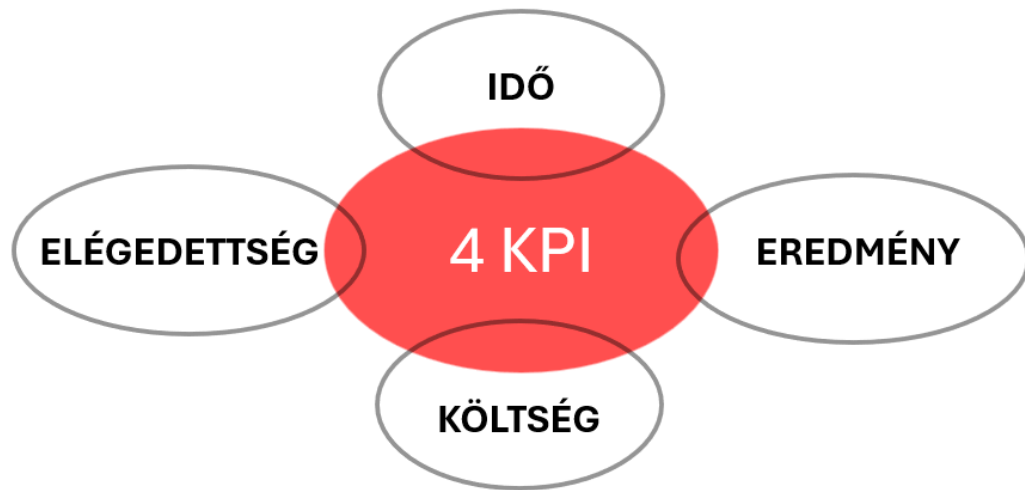 IDŐ
ELÉGEDETTSÉG
4 KPI
EREDMÉNY
KÖLTSÉG